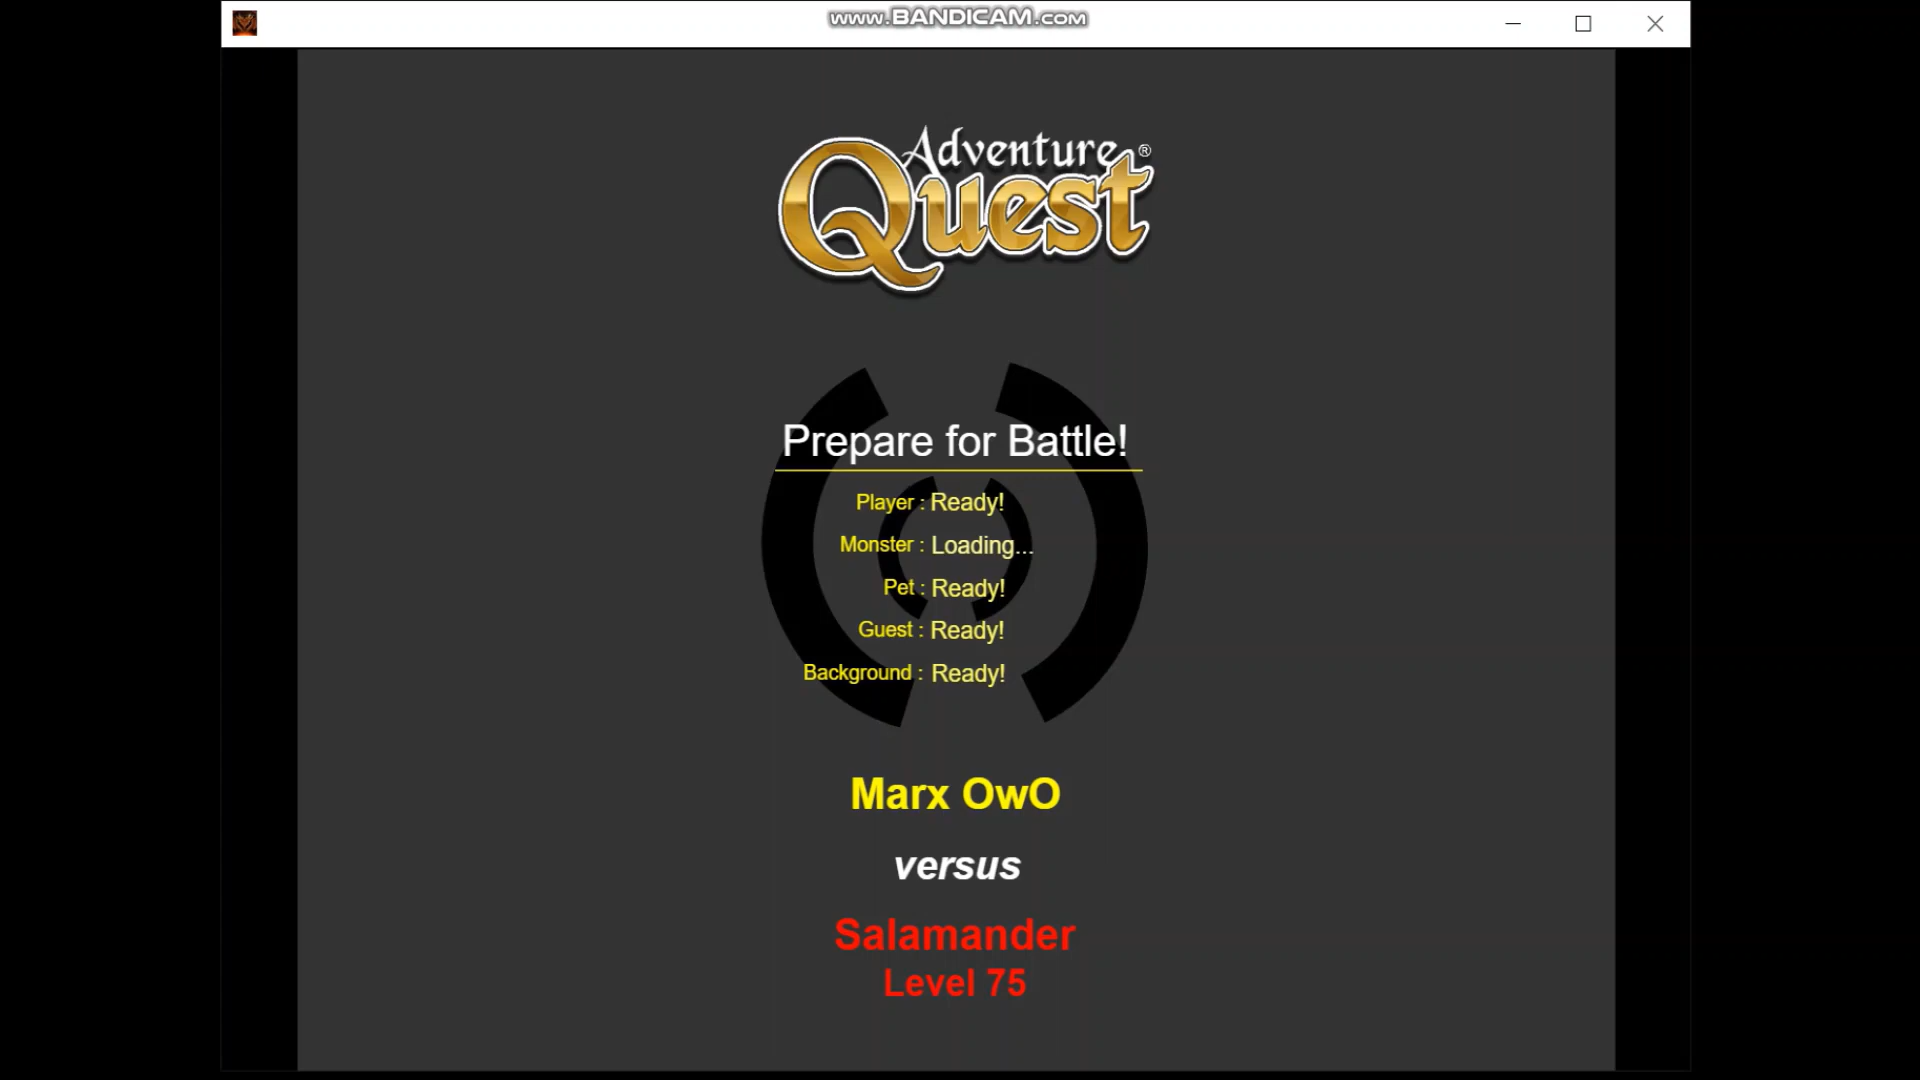 www.BANDICAM.com
Adventure ®
Quest
Prepare for Battle!
Player : Ready!
Monster : Loading...
Pet : Ready!
Guest : Ready!
Background : Ready!
Marx OwO
versus
Salamander
Level 75